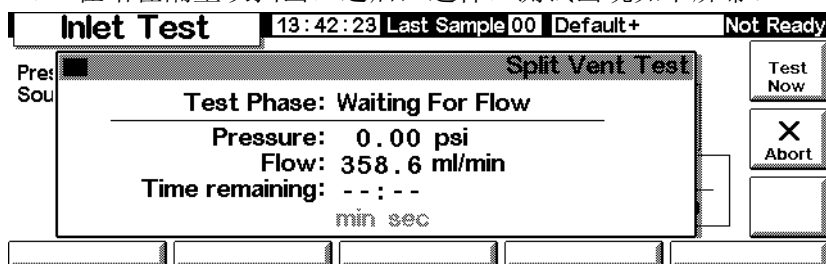 Inlet Test 13:42:23 Last Sample 00 Default+ Not Ready
Pres
Sou
Split Vent Test
Test Phase: Waiting For Flow
Pressure: 0.00 psi
Flow: 358.6 ml/min
Time remaining: --:--
min sec
Test
Now
X
Abort